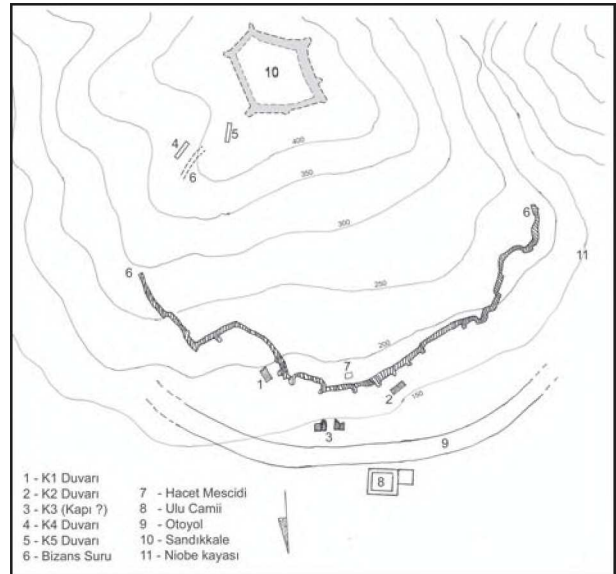 10
4
5
6
400
350
300
6
6
11
250
200
7
1
2
150
3
9
8
1 - K1 Duvarı
2 - K2 Duvarı
3 - K3 (Kapı ?)
4 - K4 Duvarı
5 - K5 Duvarı
6 - Bizans Suru
7 - Hacet Mescidi
8 - Ulu Camii
9 - Otoyol
10 - Sandıkkale
11 - Niobe kayası